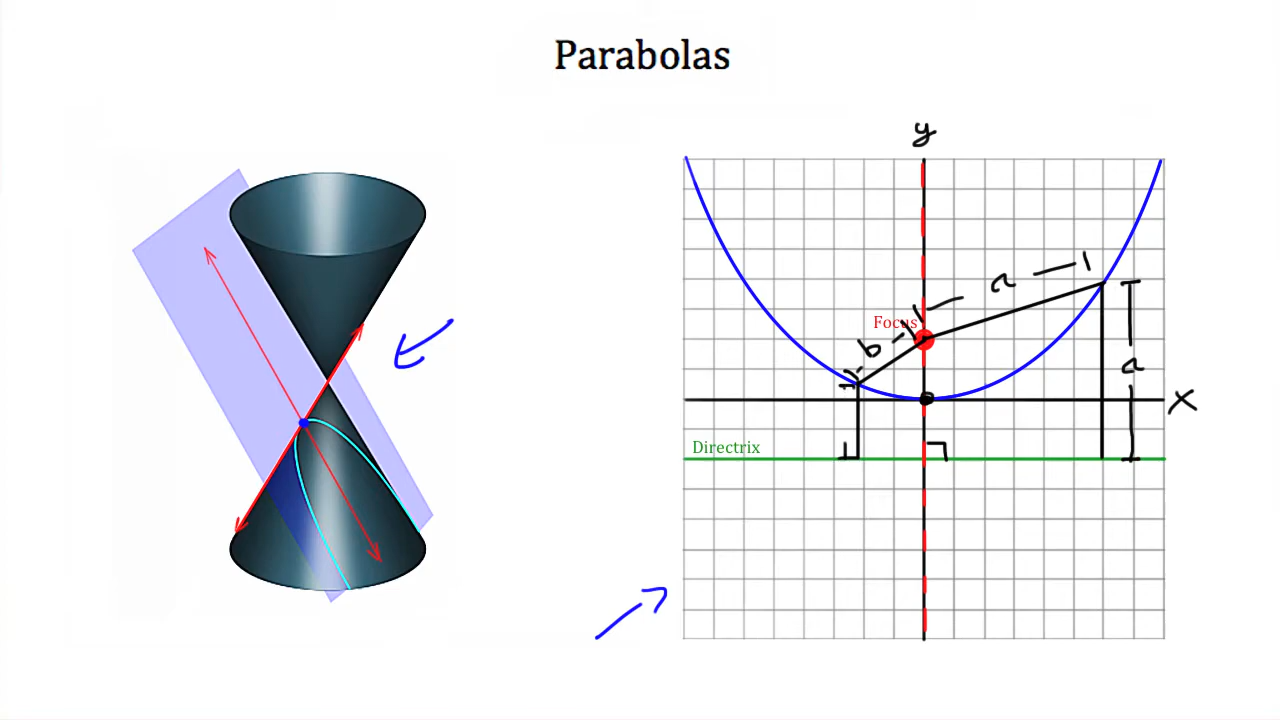 Parabolas
y
a
Focus
b
a
x
Directrix